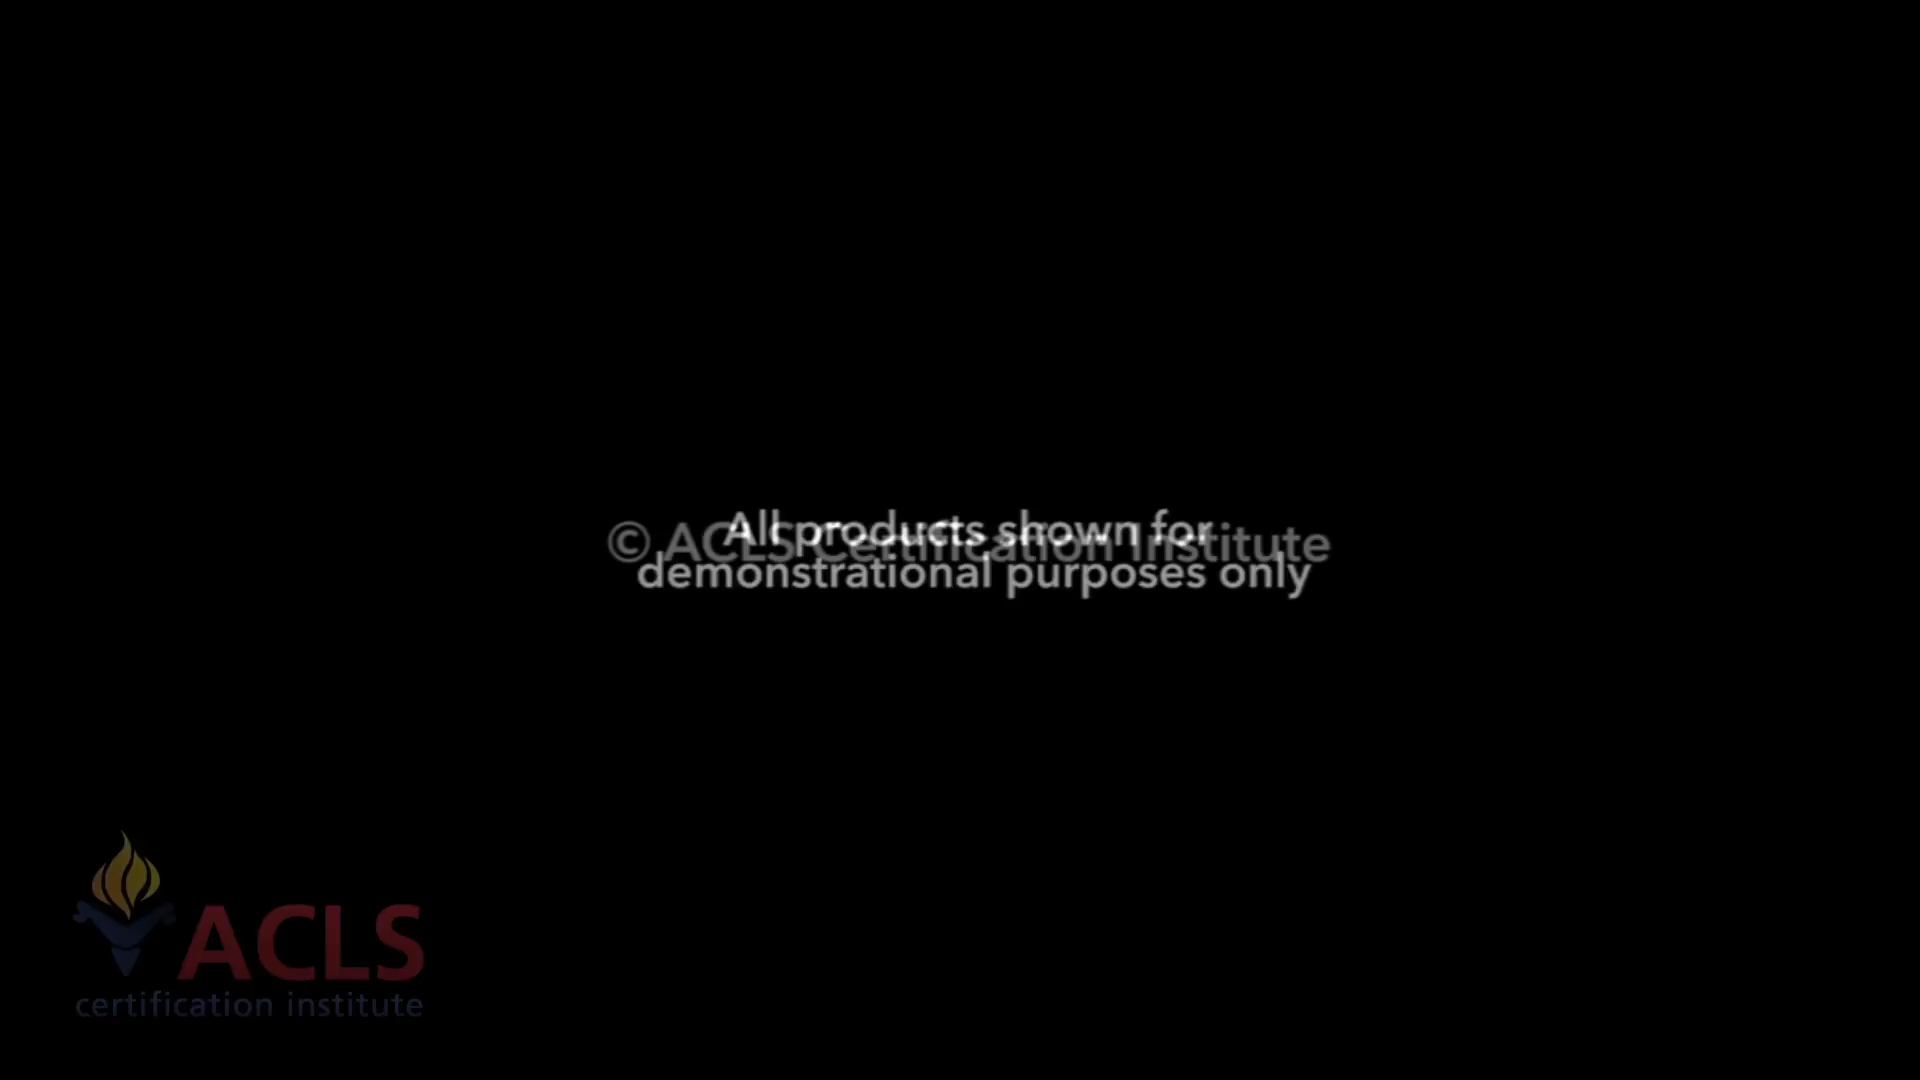 All products shown for
© ACLS Certification Institute
demonstrational purposes only
ACLS
certification institute